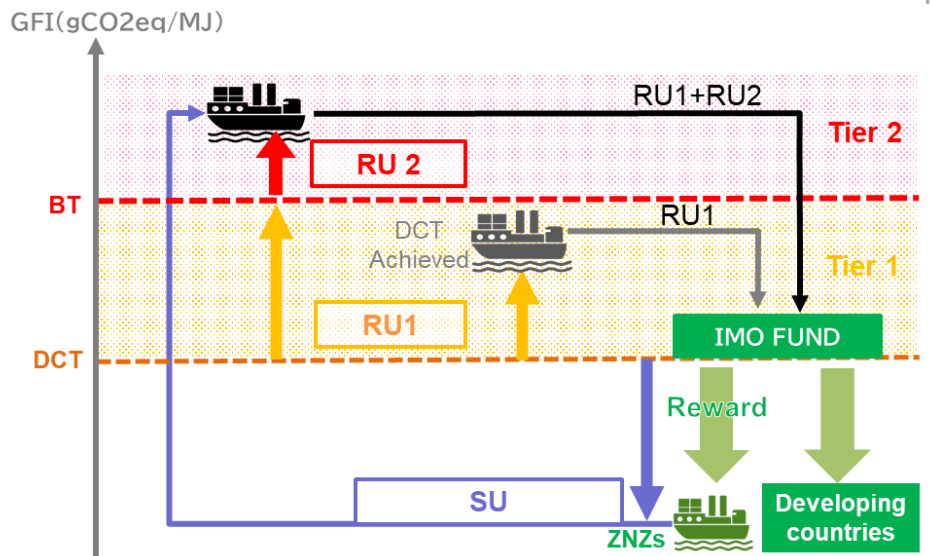 GFI(gCO2eq/MJ)
RU1+RU2
Tier 2
RU 2
BT
RU1
DCT
Achieved
Tier 1
RU1
IMO FUND
DCT
Reward
SU
Developing
countries
ZNZs